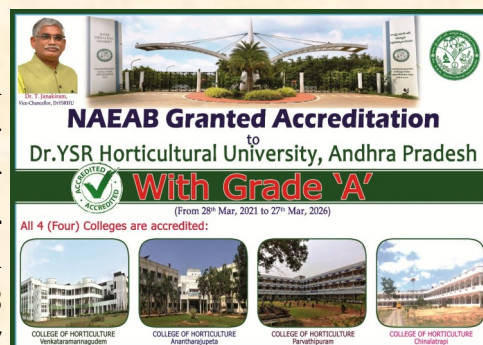 Dr. T. Janakiram,
Vice-Chancellor, DrYSRHU
NAEAB Granted Accreditation
to
Dr.YSR Horticultural University, Andhra Pradesh
ACCREDITED
ACCREDITED
With Grade ‘A’
(From 28th Mar, 2021 to 27th Mar, 2026)
All 4 (Four) Colleges are accredited:
COLLEGE OF HORTICULTURE
Venkataramannagudem
COLLEGE OF HORTICULTURE
Anantharajupeta
COLLEGE OF HORTICULTURE
Parvathipuram
COLLEGE OF HORTICULTURE
Chinalatrapi